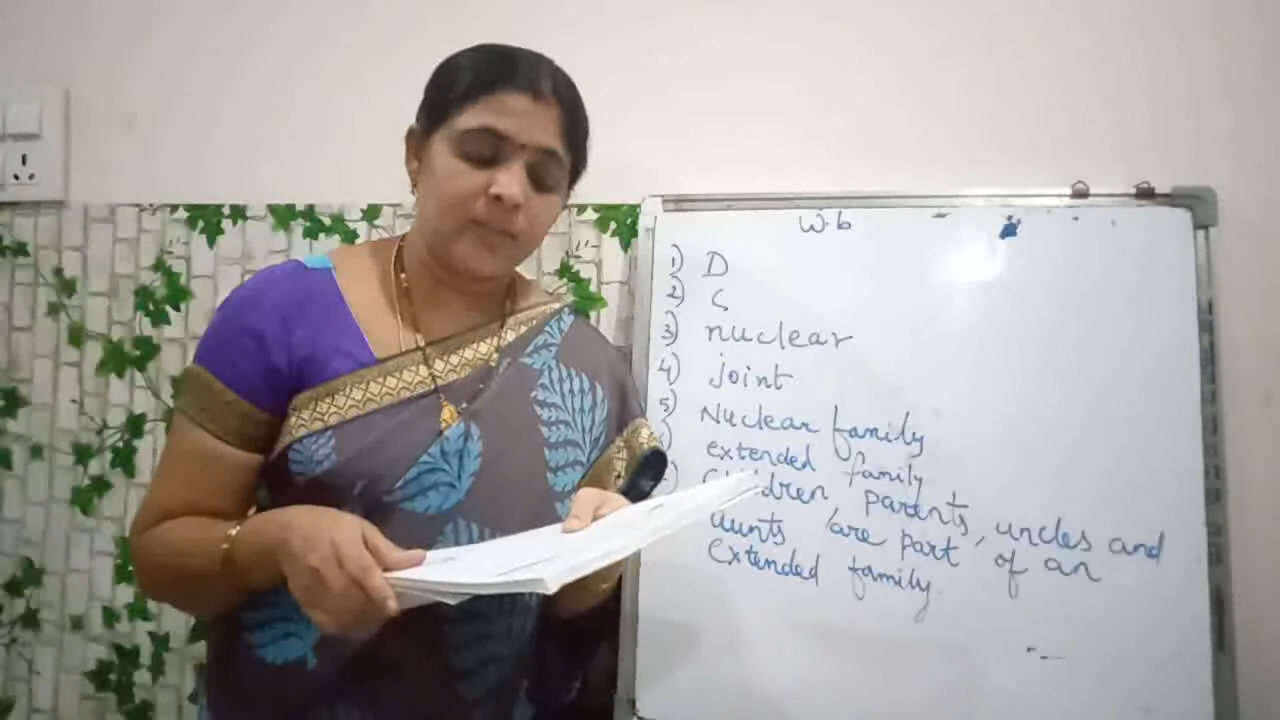 W.b
1) D
2) C
3) nuclear
4) joint
5) Nuclear family
) extended family
Children parents, uncles and
aunts are part of an
extended family.